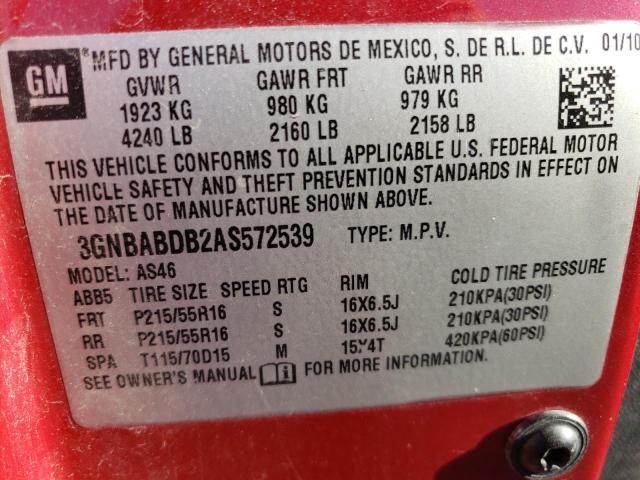 GM ® MFD BY GENERAL MOTORS DE MEXICO, S. DE R.L. DE C.V. 01/10
GVWR GAWR FRT GAWR RR
1923 KG 980 KG 979 KG
4240 LB 2160 LB 2158 LB
THIS VEHICLE CONFORMS TO ALL APPLICABLE U.S. FEDERAL MOTOR
VEHICLE SAFETY AND THEFT PREVENTION STANDARDS IN EFFECT ON
THE DATE OF MANUFACTURE SHOWN ABOVE.
3GNBABDB2AS572539 TYPE: M.P.V.
MODEL: AS46
ABB5 TIRE SIZE SPEED RTG RIM COLD TIRE PRESSURE
FRT P215/55R16 S 16X6.5J 210KPA(30PSI)
RR P215/55R16 S 16X6.5J 210KPA(30PSI)
SPA T115/70D15 M 15X4T 420KPA(60PSI)
SEE OWNER'S MANUAL FOR MORE INFORMATION.